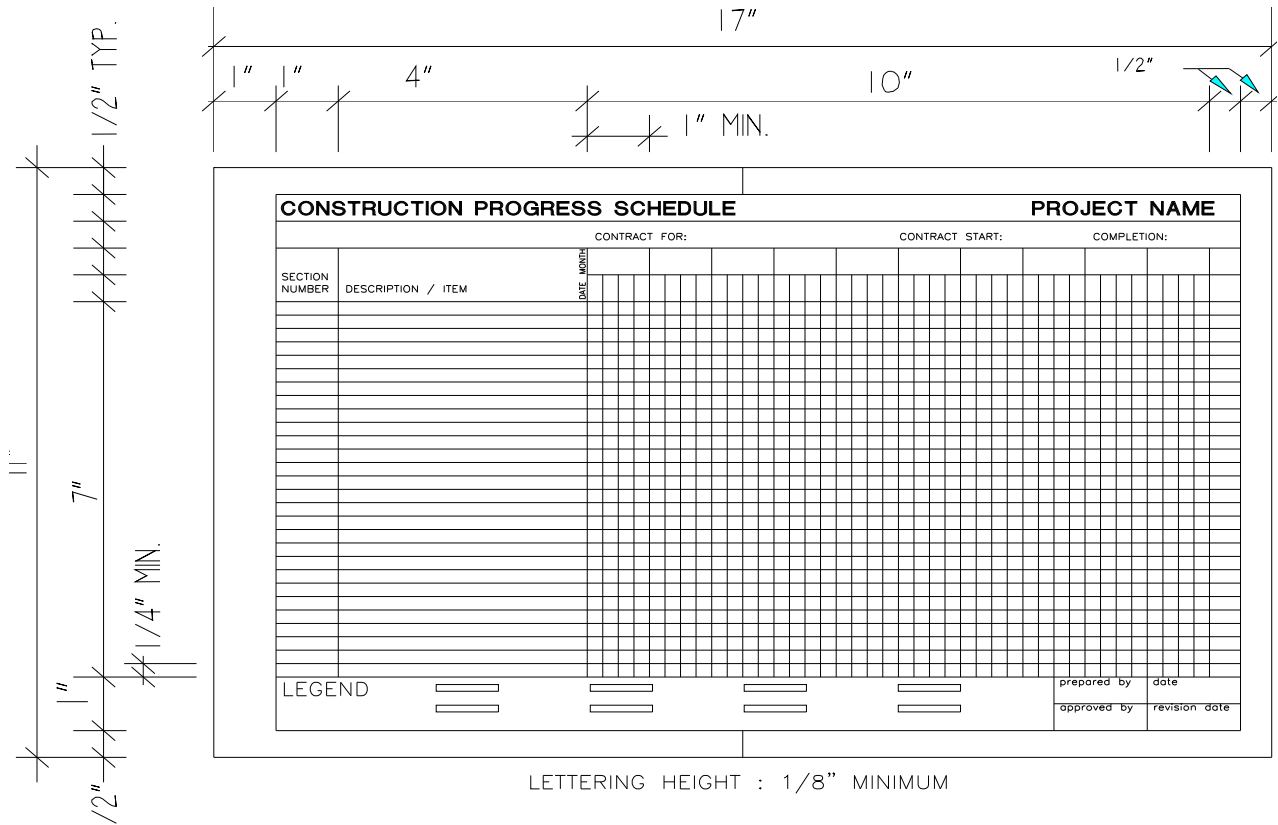 17"
1/2" TYP.
1" 1" 4" 10" 1/2"
1" MIN.
CONSTRUCTION PROGRESS SCHEDULE PROJECT NAME
CONTRACT FOR: CONTRACT START: COMPLETION:
MONTH
DATE
SECTION
NUMBER DESCRIPTION / ITEM
11"
7"
1/4" MIN.
1"
LEGEND
prepared by date
approved by revision date
/2"
LETTERING HEIGHT : 1/8” MINIMUM